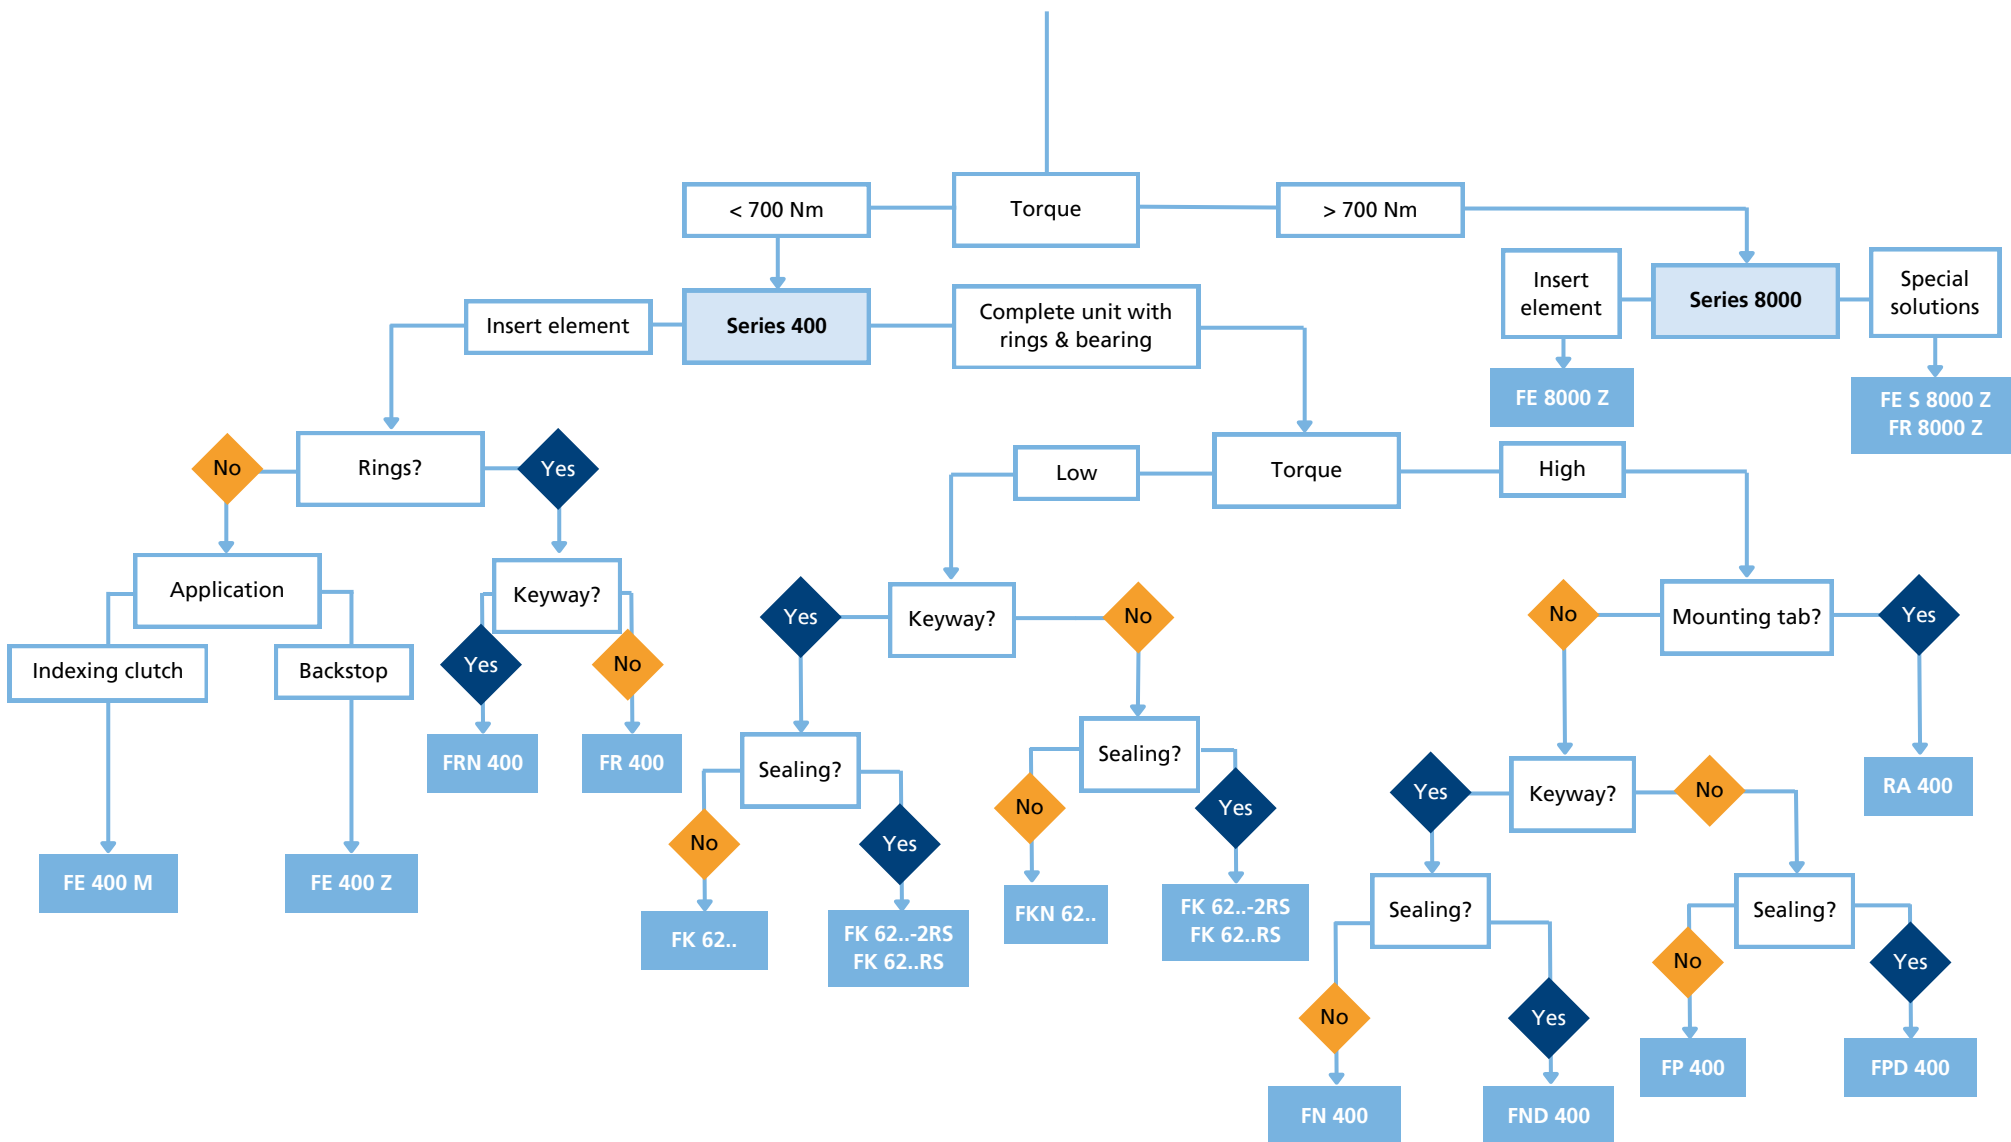 < 700 Nm
Torque
> 700 Nm
Insert
element
Series 8000
Special
solutions
Insert element
Series 400
Complete unit with
rings & bearing
FE 8000 Z
FE S 8000 Z
FR 8000 Z
No
Rings?
Yes
Low
Torque
High
Application
Keyway?
Yes
Keyway?
No
No
Mounting tab?
Yes
Indexing clutch
Backstop
Yes
No
FRN 400
FR 400
Sealing?
Sealing?
Yes
Keyway?
No
RA 400
No
Yes
No
Yes
FE 400 M
FE 400 Z
FK 62..
FK 62..-2RS
FK 62..RS
FKN 62..
FK 62..-2RS
FK 62..RS
Sealing?
Sealing?
No
Yes
No
Yes
FP 400
FPD 400
FN 400
FND 400